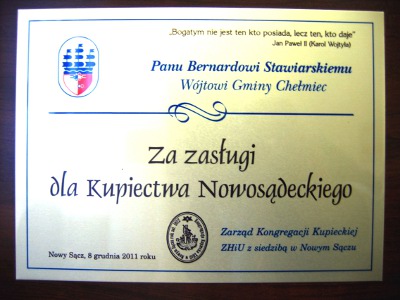 „Bogatym nie jest ten kto posiada, lecz ten, kto daje"
Jan Paweł II (Karol Wojtyła)
Panu Bernardowi Stawiarskiemu
Wójtowi Gminy Chełmiec
Za zasługi
dla Kupiectwa Nowosądeckiego
Zarząd Kongregacji Kupieckiej
ZHiU z siedzibą w Nowym Sączu
Nowy Sącz, 8 grudnia 2011 roku